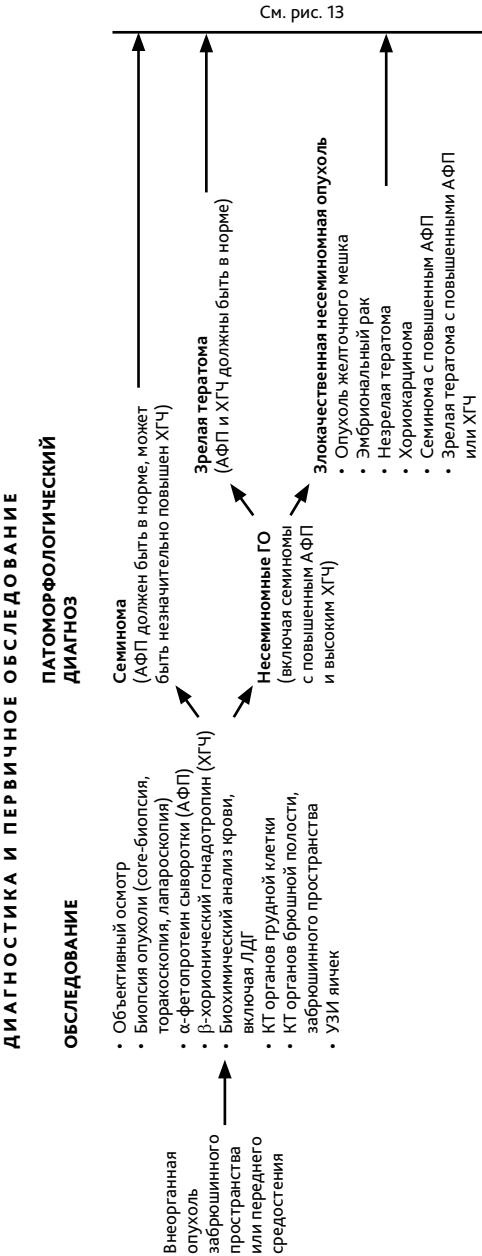 ДИАГНОСТИКА И ПЕРВИЧНОЕ ОБСЛЕДОВАНИЕ
ОБСЛЕДОВАНИЕ
ПАТОМОРФОЛОГИЧЕСКИЙ
ДИАГНОЗ
Внеорганная
опухоль
забрюшинного
пространства
или переднего
средостения
• Объективный осмотр
• Биопсия опухоли (core-биопсия,
торакоскопия, лапароскопия)
• α-фетопротеин сыворотки (АФП)
• β-хорионический гонадотропин (ХГЧ)
• Биохимический анализ крови,
включая ЛДГ
• КТ органов грудной клетки
• КТ органов брюшной полости,
забрюшинного пространства
• УЗИ яичек
Семинома
(АФП должен быть в норме, может
быть незначительно повышен ХГЧ)
Несеминомные ГО
(включая семиномы
с повышенным АФП
и высоким ХГЧ)
Зрелая тератома
(АФП и ХГЧ должны быть в норме)
Злокачественная несеминомная опухоль
• Опухоль желточного мешка
• Эмбриональный рак
• Незрелая тератома
• Хориокарцинома
• Семинома с повышенным АФП
• Зрелая тератома с повышенными АФП
или ХГЧ
См. рис. 13